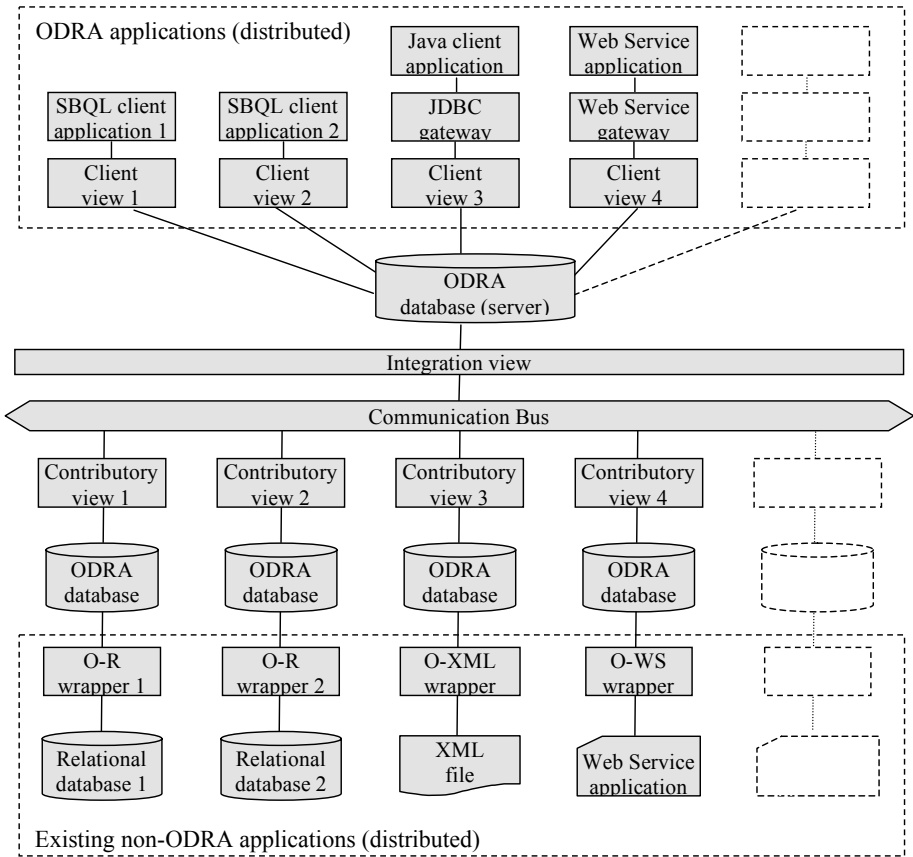 ODRA applications (distributed)
Java client
application
Web Service
application
SBQL client
application 1
SBQL client
application 2
JDBC
gateway
Web Service
gateway
Client
view 1
Client
view 2
Client
view 3
Client
view 4
ODRA
database (server)
Integration view
Communication Bus
Contributory
view 1
Contributory
view 2
Contributory
view 3
Contributory
view 4
ODRA
database
ODRA
database
ODRA
database
ODRA
database
O-R
wrapper 1
O-R
wrapper 2
O-XML
wrapper
O-WS
wrapper
Relational
database 1
Relational
database 2
XML
file
Web Service
application
Existing non-ODRA applications (distributed)